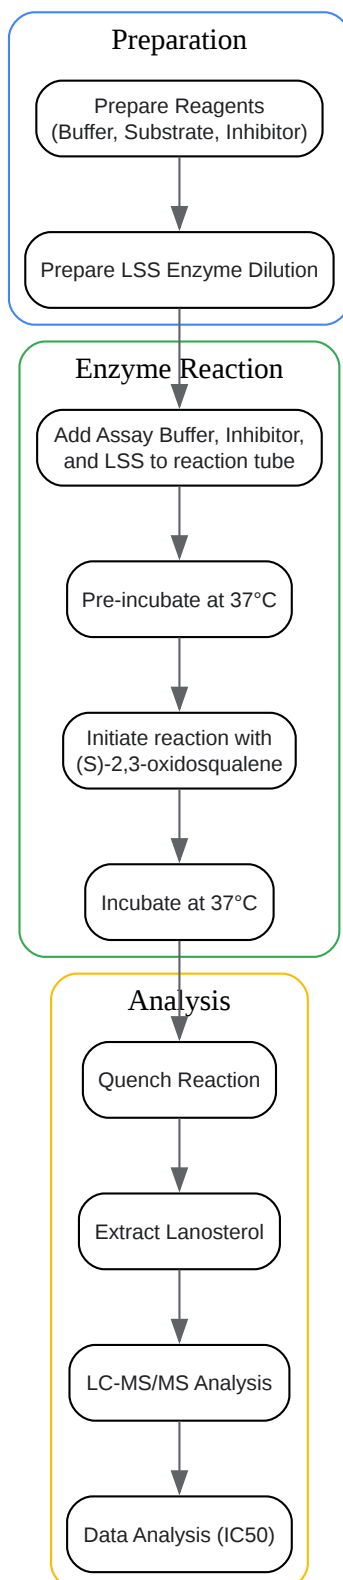 Preparation
Prepare Reagents
(Buffer, Substrate, Inhibitor)
Prepare LSS Enzyme Dilution
Enzyme Reaction
Add Assay Buffer, Inhibitor,
and LSS to reaction tube
Pre-incubate at 37°C
Initiate reaction with
(S)-2,3-oxidosqualene
Incubate at 37°C
Analysis
Quench Reaction
Extract Lanosterol
LC-MS/MS Analysis
Data Analysis (IC50)